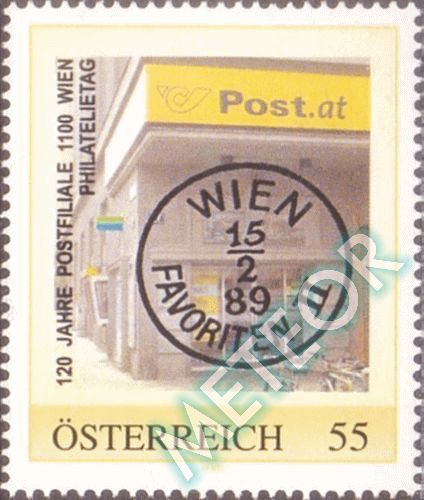 120 JAHRE POSTFILIALE 1100 WIEN
PHILATELIETAG
Post.at
WIEN
15
2
89
FAVORITEN
ÖSTERREICH 55
METEOR